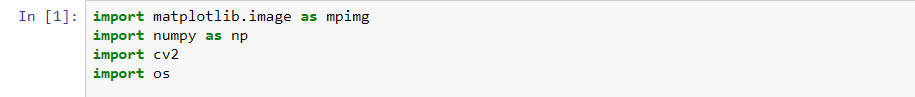 In [1]: import matplotlib.image as mpimg
import numpy as np
import cv2
import os